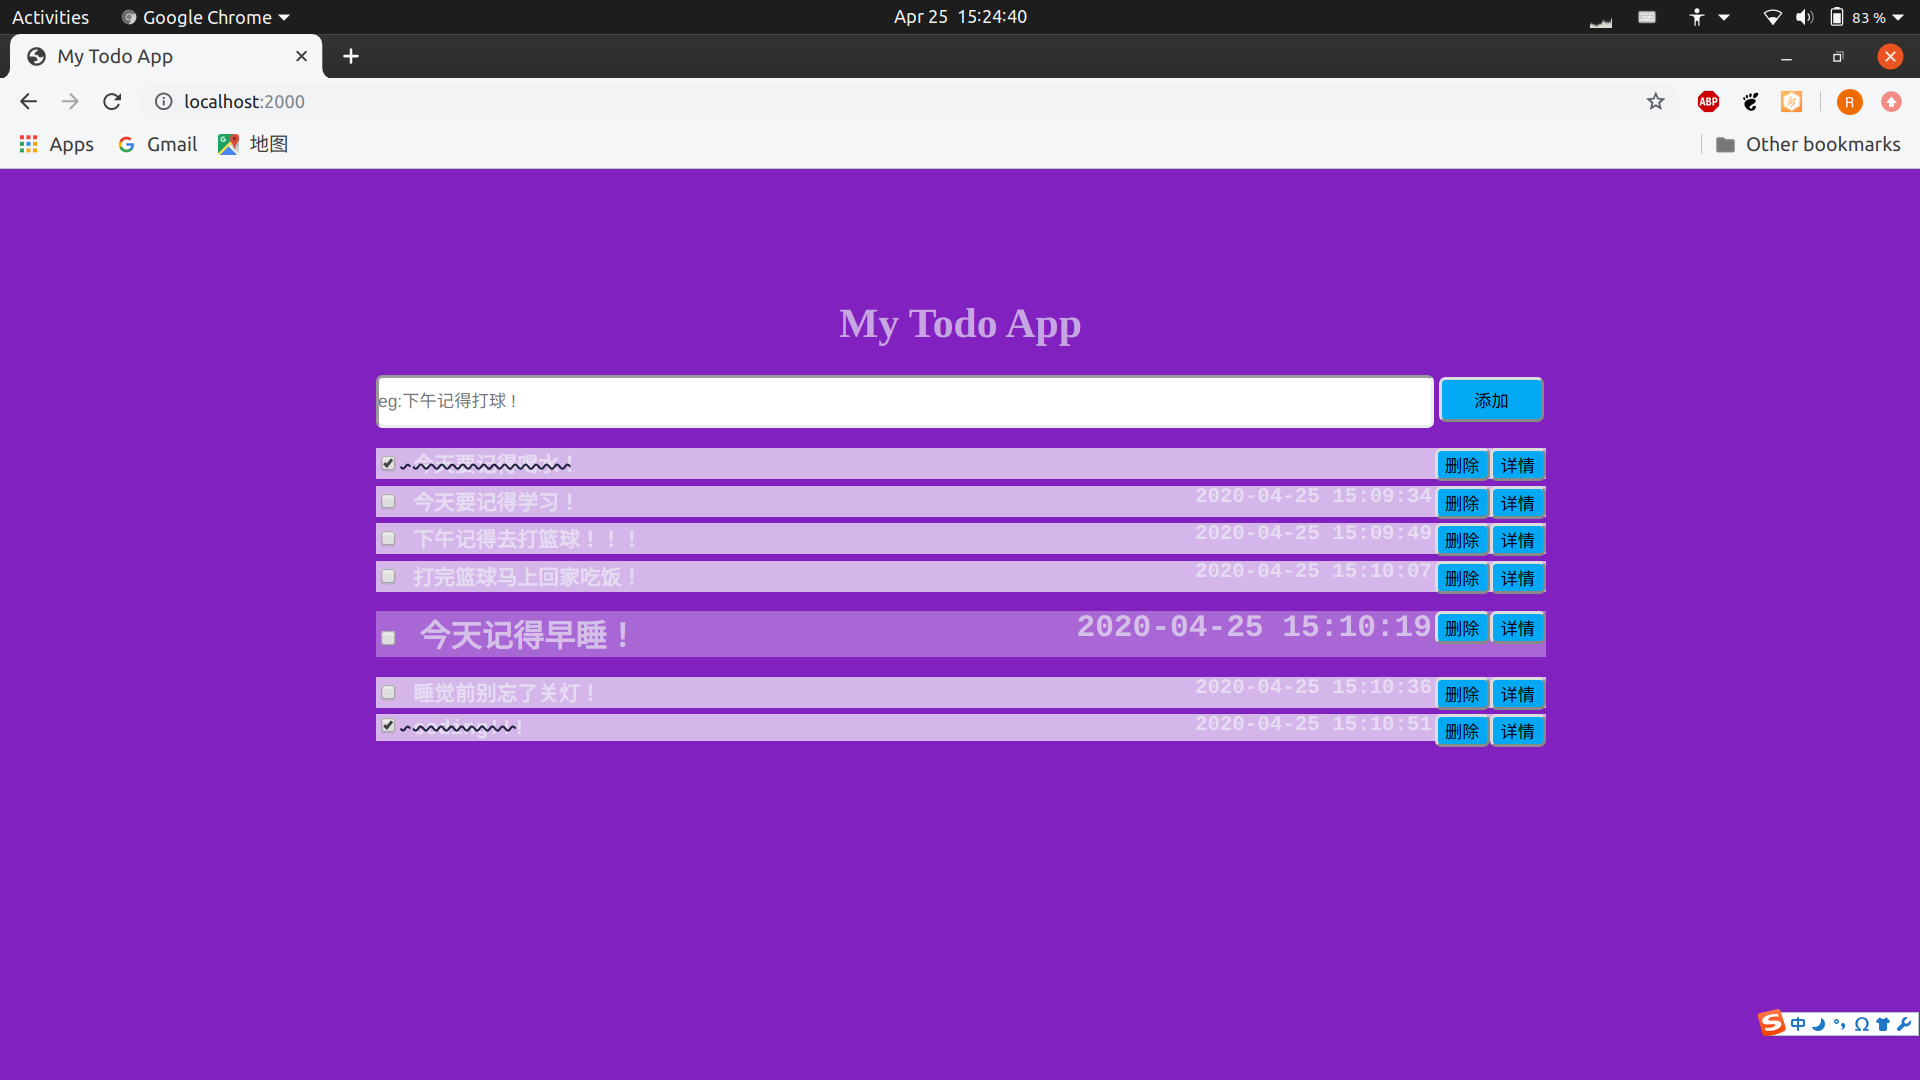 Activities Google Chrome Apr 25 15:24:40 83 %
My Todo App
localhost:2000 ABP R
Apps Gmail 地图 Other bookmarks
My Todo App
eg:下午记得打球！ 添加
今天要记得喝水！ 删除 详情
今天要记得学习！ 2020-04-25 15:09:34 删除 详情
下午记得去打篮球！！！ 2020-04-25 15:09:49 删除 详情
打完篮球马上回家吃饭！ 2020-04-25 15:10:07 删除 详情
今天记得早睡！ 2020-04-25 15:10:19 删除 详情
睡觉前别忘了关灯！ 2020-04-25 15:10:36 删除 详情
coding!!! 2020-04-25 15:10:51 删除 详情
S 中